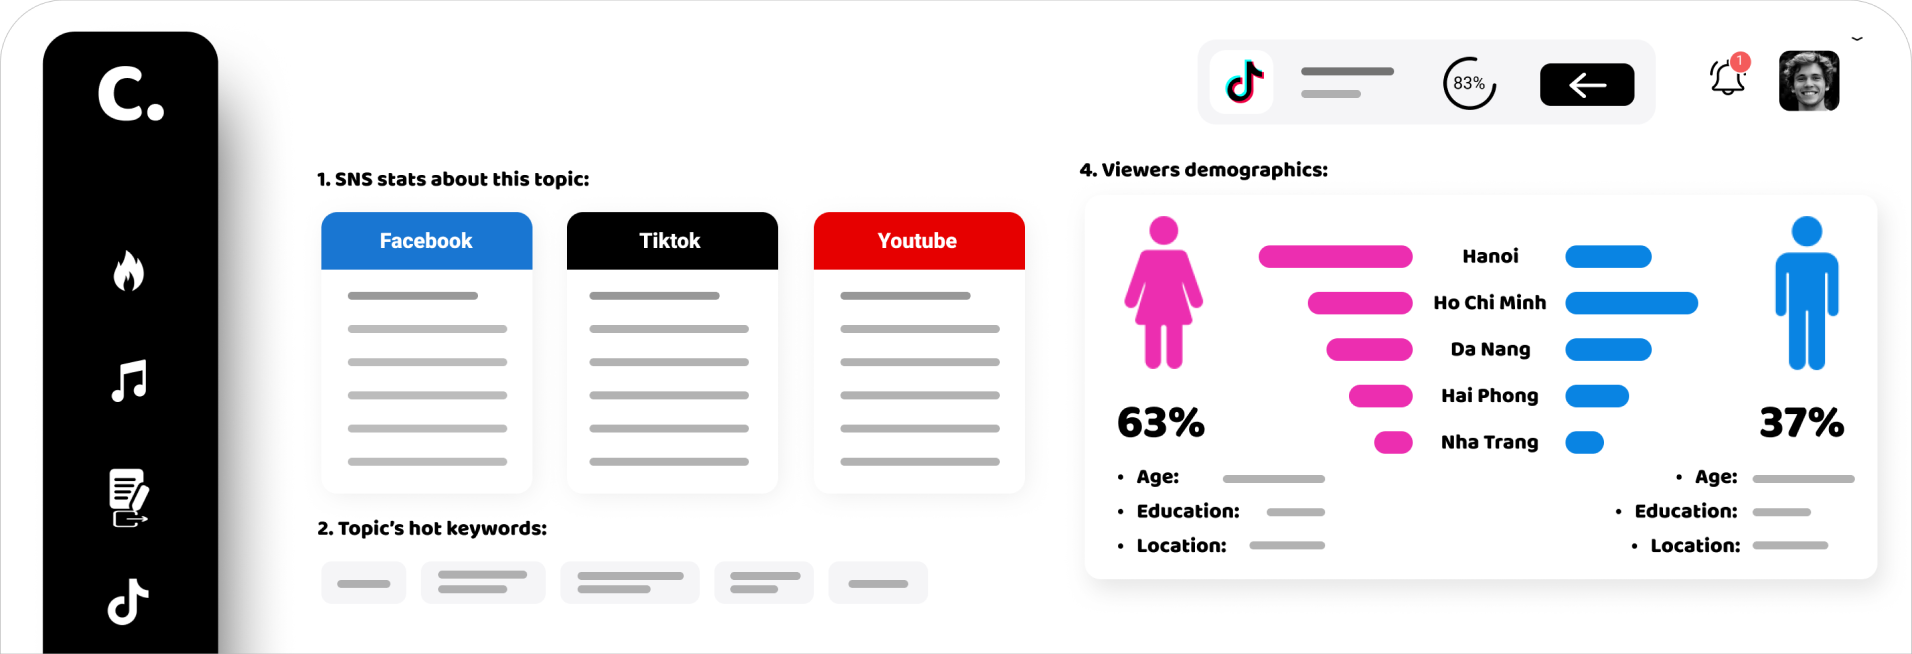 C.
83%
1
1. SNS stats about this topic:
Facebook
Tiktok
Youtube
2. Topic's hot keywords:
4. Viewers demographics:
Hanoi
Ho Chi Minh
Da Nang
Hai Phong
Nha Trang
63%
37%
• Age:
• Education:
• Location:
• Age:
• Education:
• Location: